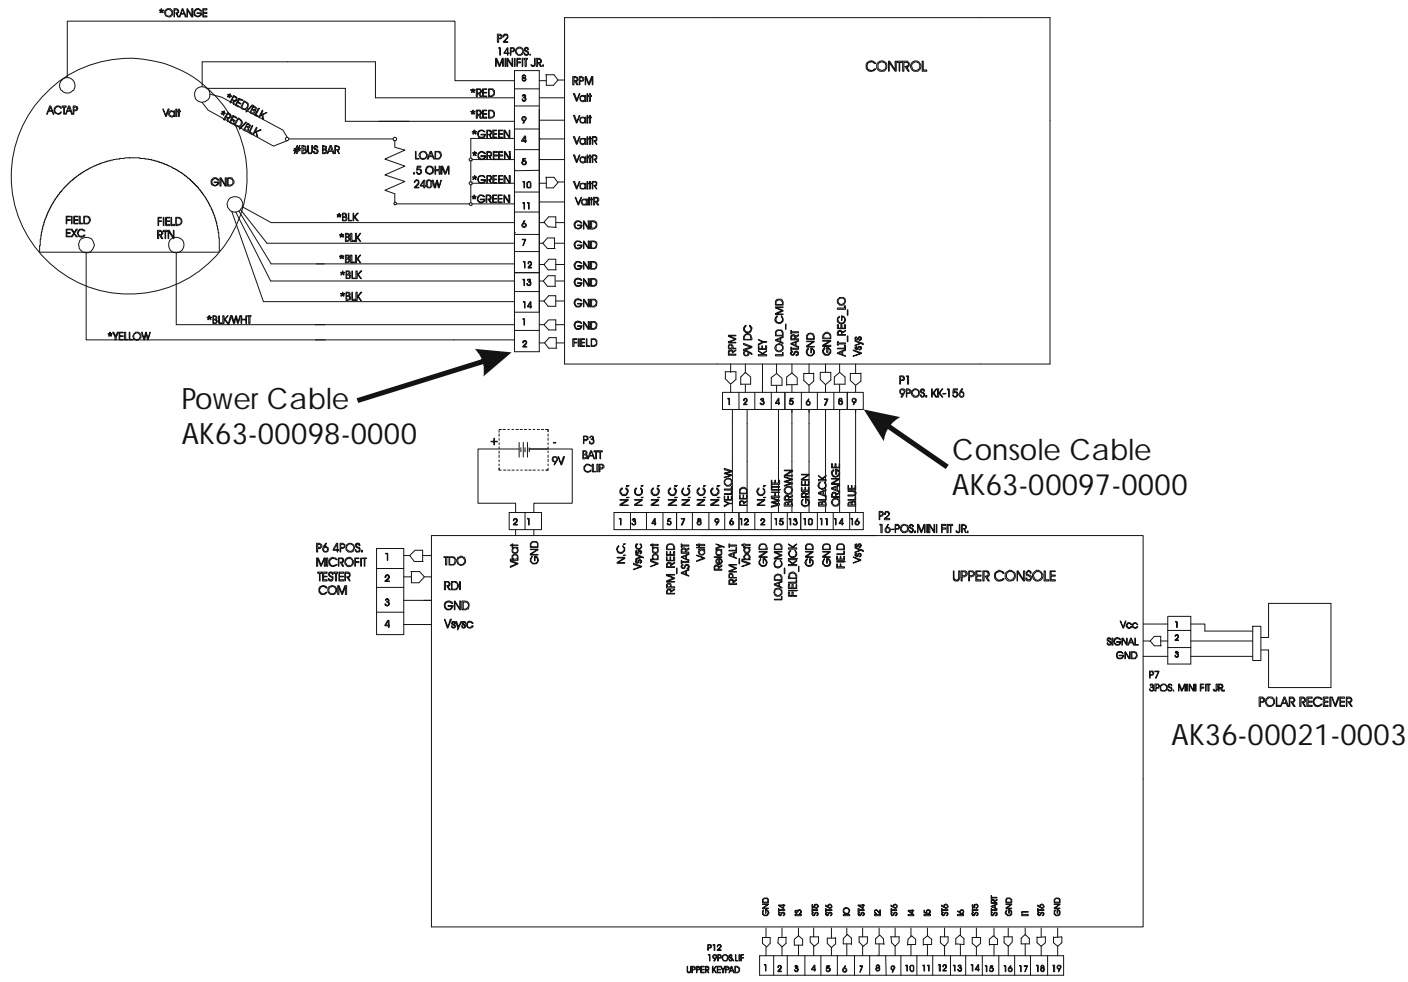 *ORANGE
P2
14POS.
MINIFIT JR.
CONTROL
8 RPM
*RED 3 Valt
*RED 9 Valt
*GREEN 4 ValtR
*GREEN 5 ValtR
*GREEN 10 ValtR
*GREEN 11 ValtR
*BLK 6 GND
*BLK 7 GND
*BLK 12 GND
*BLK 13 GND
*BLK 14 GND
*BLK/WHT 1 GND
*YELLOW 2 FIELD
ACTAP
Valt
*RED/BLK
*RED/BLK
#BUS BAR
LOAD
.5 OHM
240W
GND
FIELD
EXC
FIELD
RTN
RPM
9V DC
KEY
LOAD_CMD
START
GND
GND
ALT_REG_LO
Vsys
P1
9POS. KK-156
1 2 3 4 5 6 7 8 9
Power Cable
AK63-00098-0000
Console Cable
AK63-00097-0000
+ -
9V
P3
BATT
CLIP
2 1
Vbat
GND
N.C.
N.C.
N.C.
N.C.
N.C.
N.C.
N.C.
YELLOW
RED
N.C.
WHITE
BROWN
GREEN
BLACK
ORANGE
BLUE
P2
16-POS.MINI FIT JR.
1 3 4 5 7 8 9 6 12 2 15 13 10 11 14 16
N.C.
Vsysc
Vbat
RPM_REED
ASTART
Valt
Relay
RPM_ALT
Vbat
GND
LOAD_CMD
FIELD_KICK
GND
GND
FIELD
Vsys
P6 4POS.
MICROFIT
TESTER
COM
1 TDO
2 RDI
3 GND
4 Vsysc
UPPER CONSOLE
Vcc 1
SIGNAL 2
GND 3
P7
3POS. MINI FIT JR.
POLAR RECEIVER
AK36-00021-0003
GND
ST4
I3
ST5
ST6
IO
ST4
I2
ST6
I4
I5
ST6
I6
ST5
START
GND
I1
ST6
GND
P12
19POS.LIF
UPPER KEYPAD
1 2 3 4 5 6 7 8 9 10 11 12 13 14 15 16 17 18 19